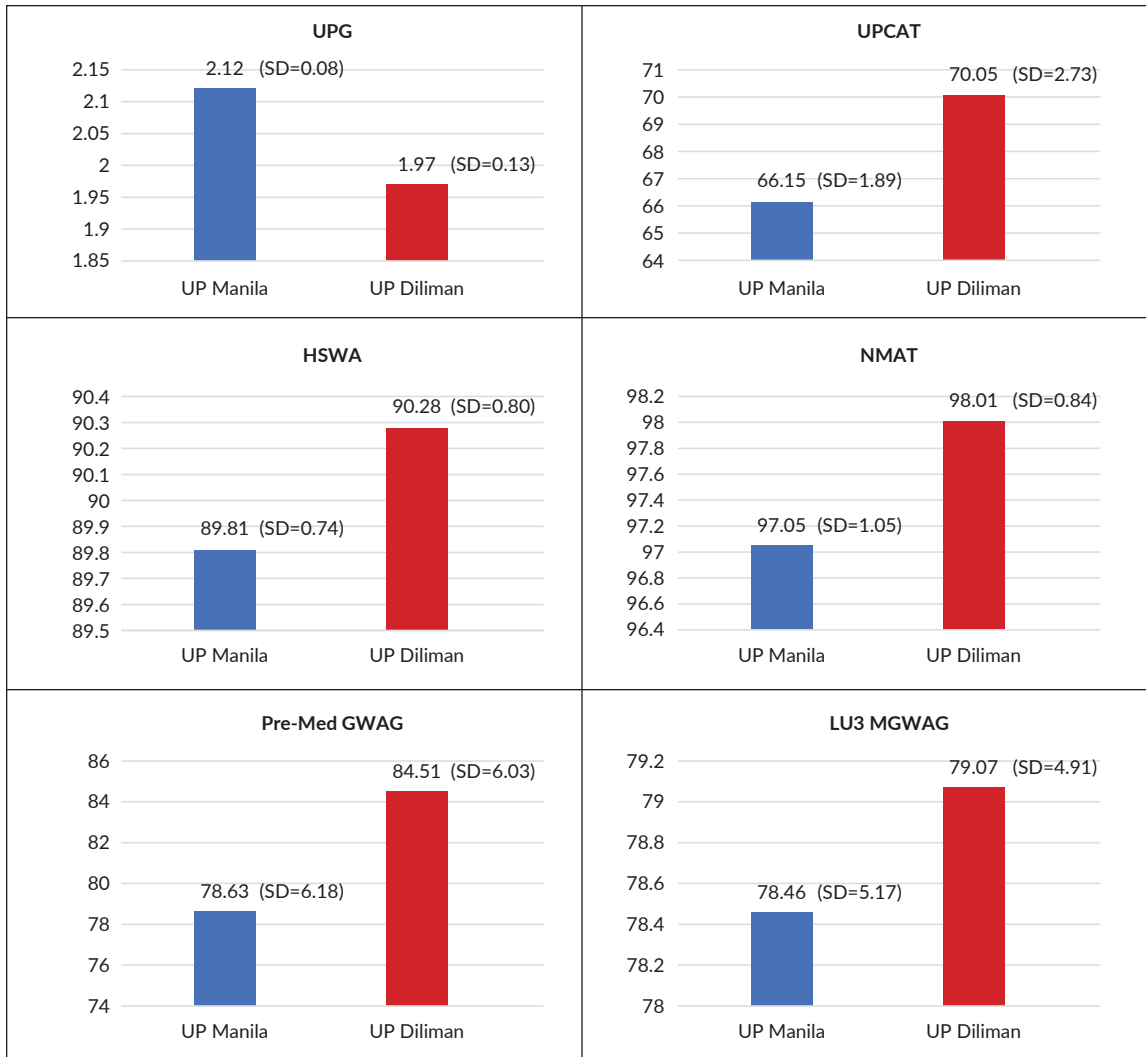 UPG
2.15
2.1
2.05
2
1.95
1.9
1.85
2.12 (SD=0.08)
1.97 (SD=0.13)
UP Manila
UP Diliman
UPCAT
71
70
69
68
67
66
65
64
66.15 (SD=1.89)
70.05 (SD=2.73)
UP Manila
UP Diliman
HSWA
90.4
90.3
90.2
90.1
90
89.9
89.8
89.7
89.6
89.5
89.81 (SD=0.74)
90.28 (SD=0.80)
UP Manila
UP Diliman
NMAT
98.2
98
97.8
97.6
97.4
97.2
97
96.8
96.6
96.4
97.05 (SD=1.05)
98.01 (SD=0.84)
UP Manila
UP Diliman
Pre-Med GWAG
86
84
82
80
78
76
74
78.63 (SD=6.18)
84.51 (SD=6.03)
UP Manila
UP Diliman
LU3 MGWAG
79.2
79
78.8
78.6
78.4
78.2
78
78.46 (SD=5.17)
79.07 (SD=4.91)
UP Manila
UP Diliman